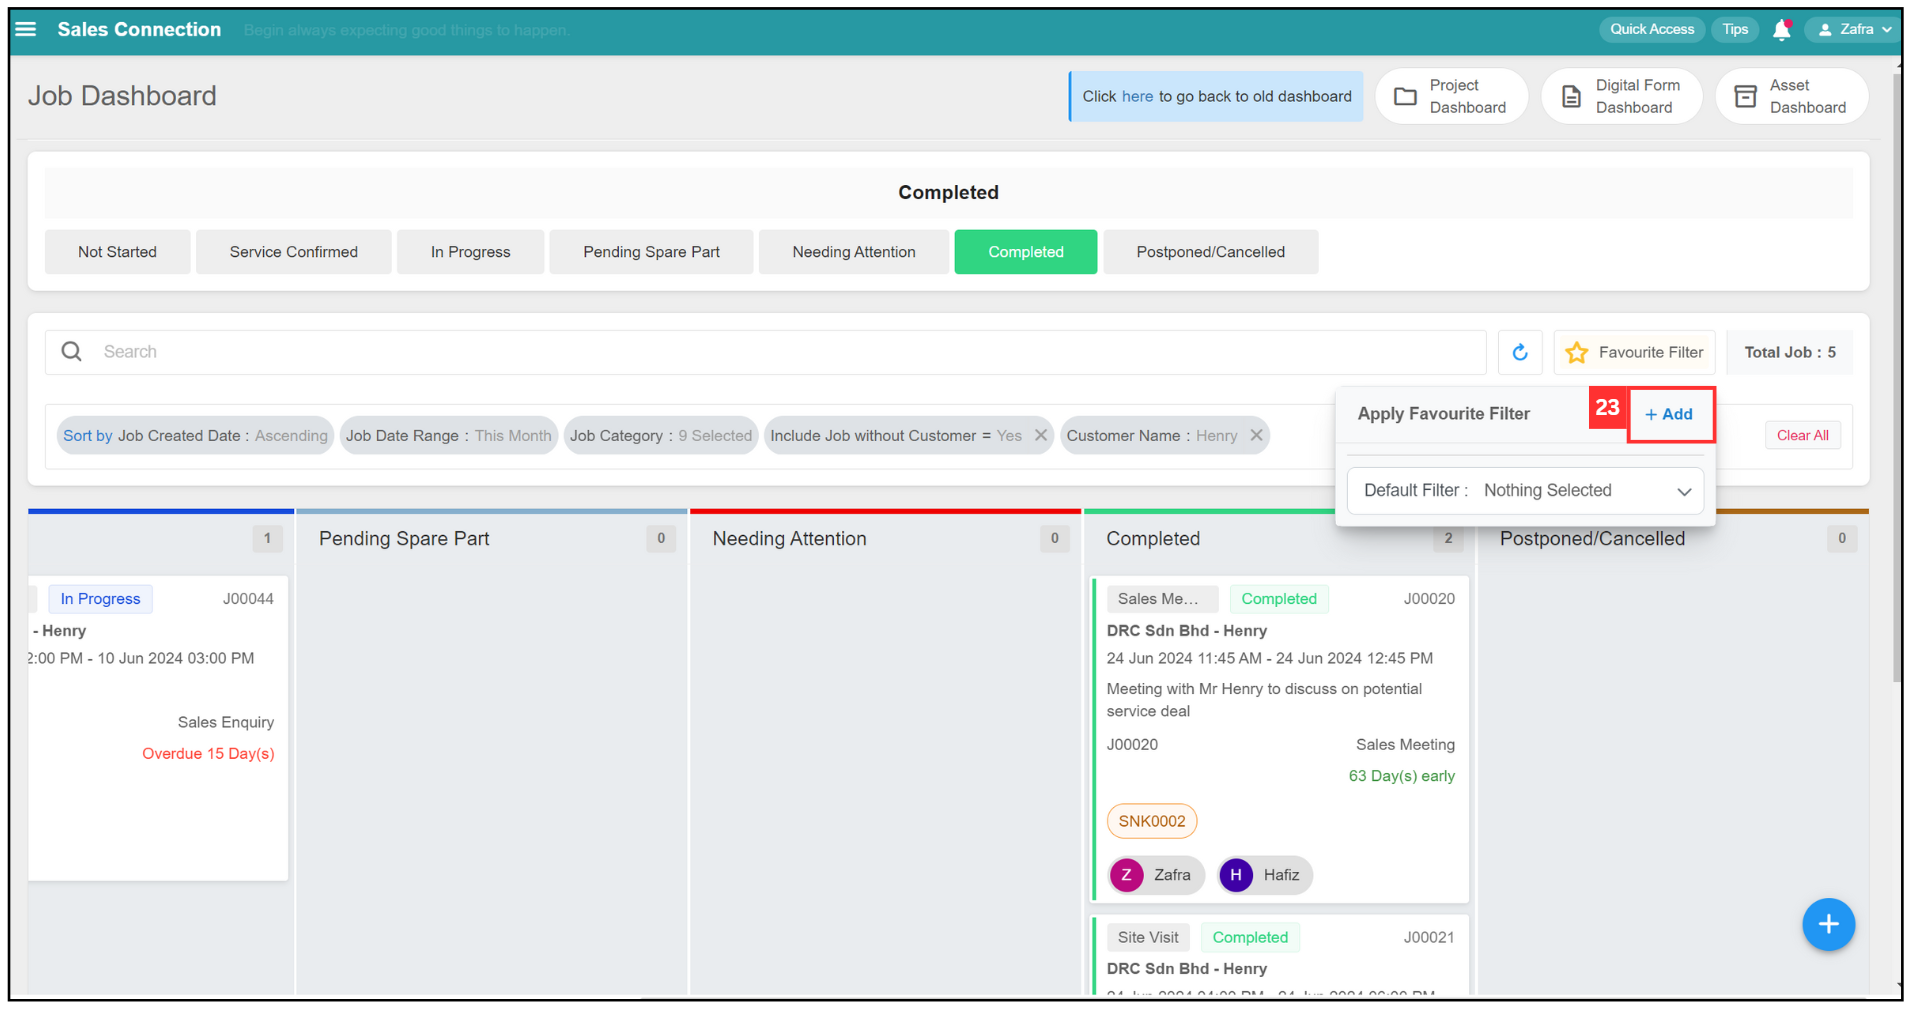 Sales Connection
Begin always expecting good things to happen.
Quick Access
Tips
Zafra
Job Dashboard
Click here to go back to old dashboard
Project
Dashboard
Digital Form
Dashboard
Asset
Dashboard
Completed
Not Started
Service Confirmed
In Progress
Pending Spare Part
Needing Attention
Completed
Postponed/Cancelled
Search
Favourite Filter
Total Job : 5
Sort by Job Created Date : Ascending
Job Date Range : This Month
Job Category : 9 Selected
Include Job without Customer = Yes
Customer Name : Henry
Clear All
Apply Favourite Filter
23
+ Add
Default Filter : Nothing Selected
1
Pending Spare Part
0
Needing Attention
0
Completed
2
Postponed/Cancelled
0
In Progress
J00044
- Henry
2:00 PM - 10 Jun 2024 03:00 PM
Sales Enquiry
Overdue 15 Day(s)
Sales Me...
Completed
J00020
DRC Sdn Bhd - Henry
24 Jun 2024 11:45 AM - 24 Jun 2024 12:45 PM
Meeting with Mr Henry to discuss on potential
service deal
J00020
Sales Meeting
63 Day(s) early
SNK0002
Z
Zafra
H
Hafiz
Site Visit
Completed
J00021
DRC Sdn Bhd - Henry